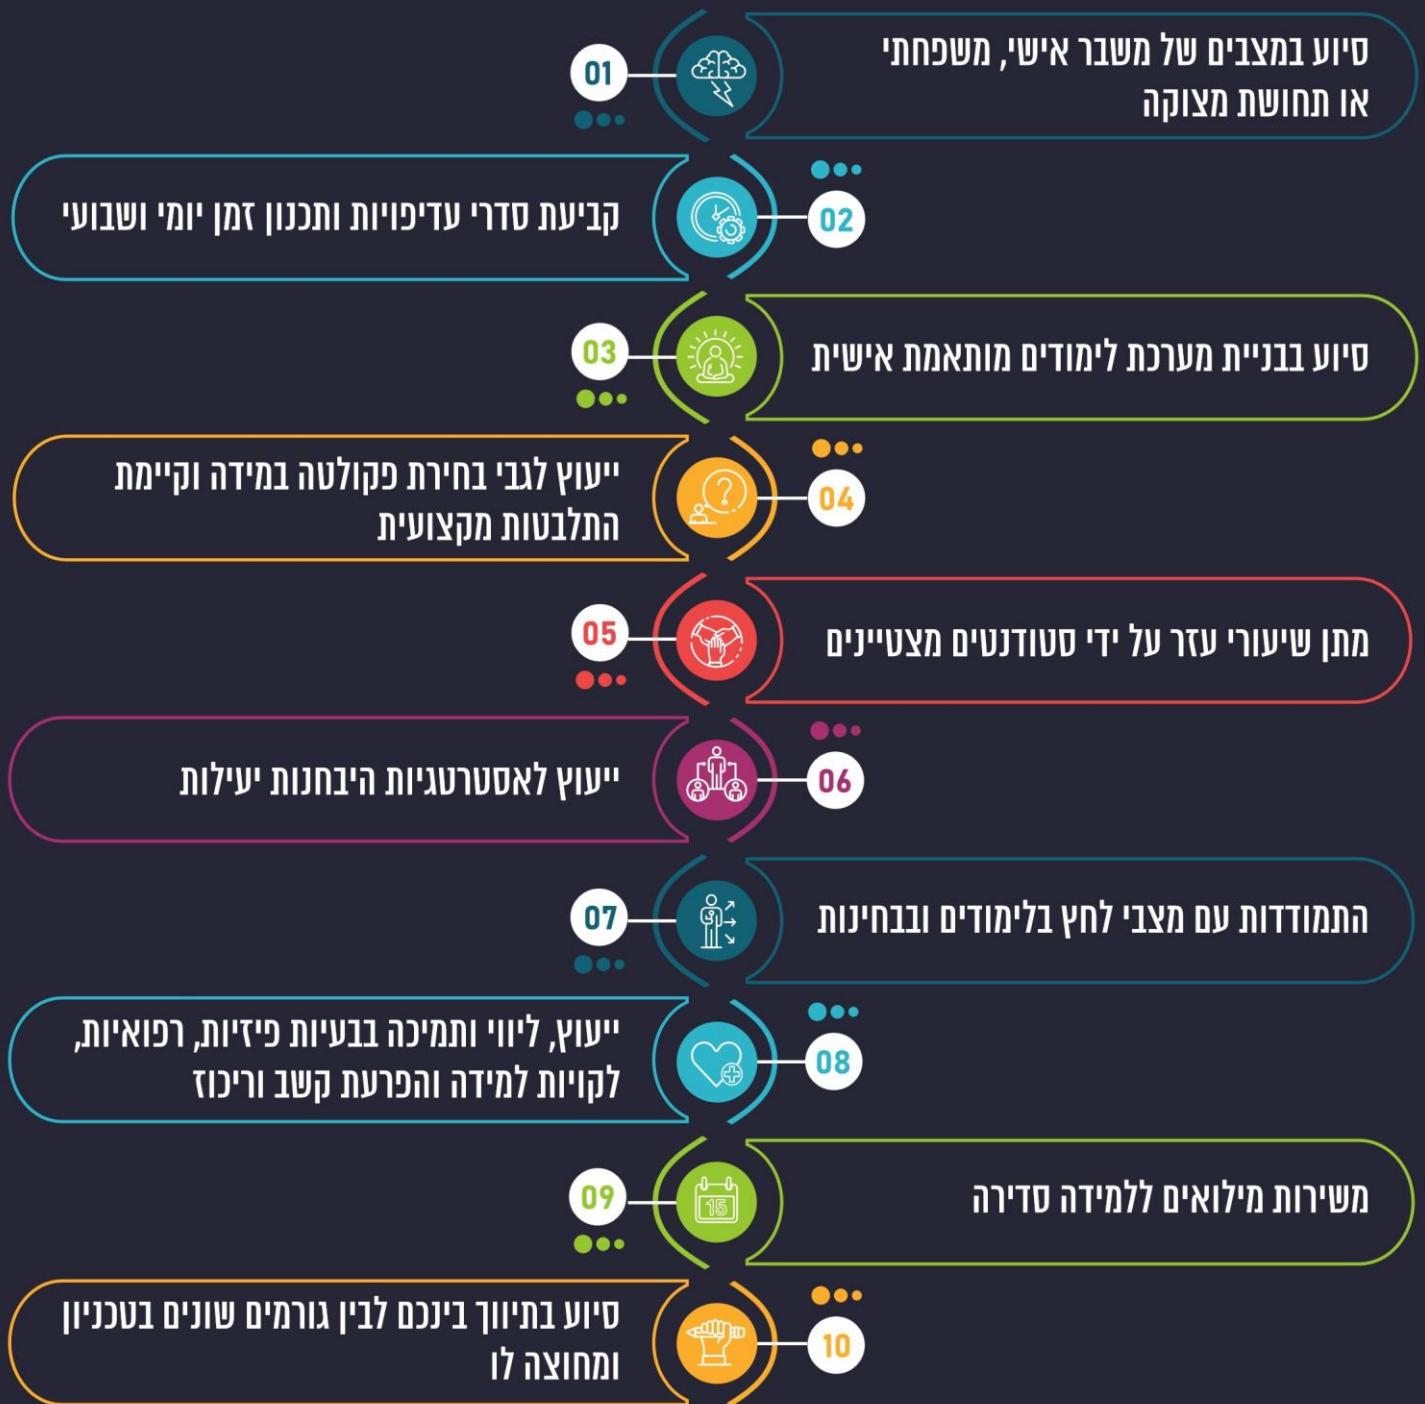 01
סיוע במצבים של משבר אישי, משפחתי
או תחושת מצוקה
02
קביעת סדרי עדיפויות ותכנון זמן יומי ושבועי
03
סיוע בבניית מערכת לימודים מותאמת אישית
04
ייעוץ לגבי בחירת פקולטה במידה וקיימת
התלבטות מקצועית
05
מתן שיעורי עזר על ידי סטודנטים מצטיינים
06
ייעוץ לאסטרטגיות היבחנות יעילות
07
התמודדות עם מצבי לחץ בלימודים ובבחינות
08
ייעוץ, ליווי ותמיכה בבעיות פיזיות, רפואיות,
לקויות למידה והפרעת קשב וריכוז
09
15
משירות מילואים ללמידה סדירה
10
סיוע בתיווך בינכם לבין גורמים שונים בטכניון
ומחוצה לו